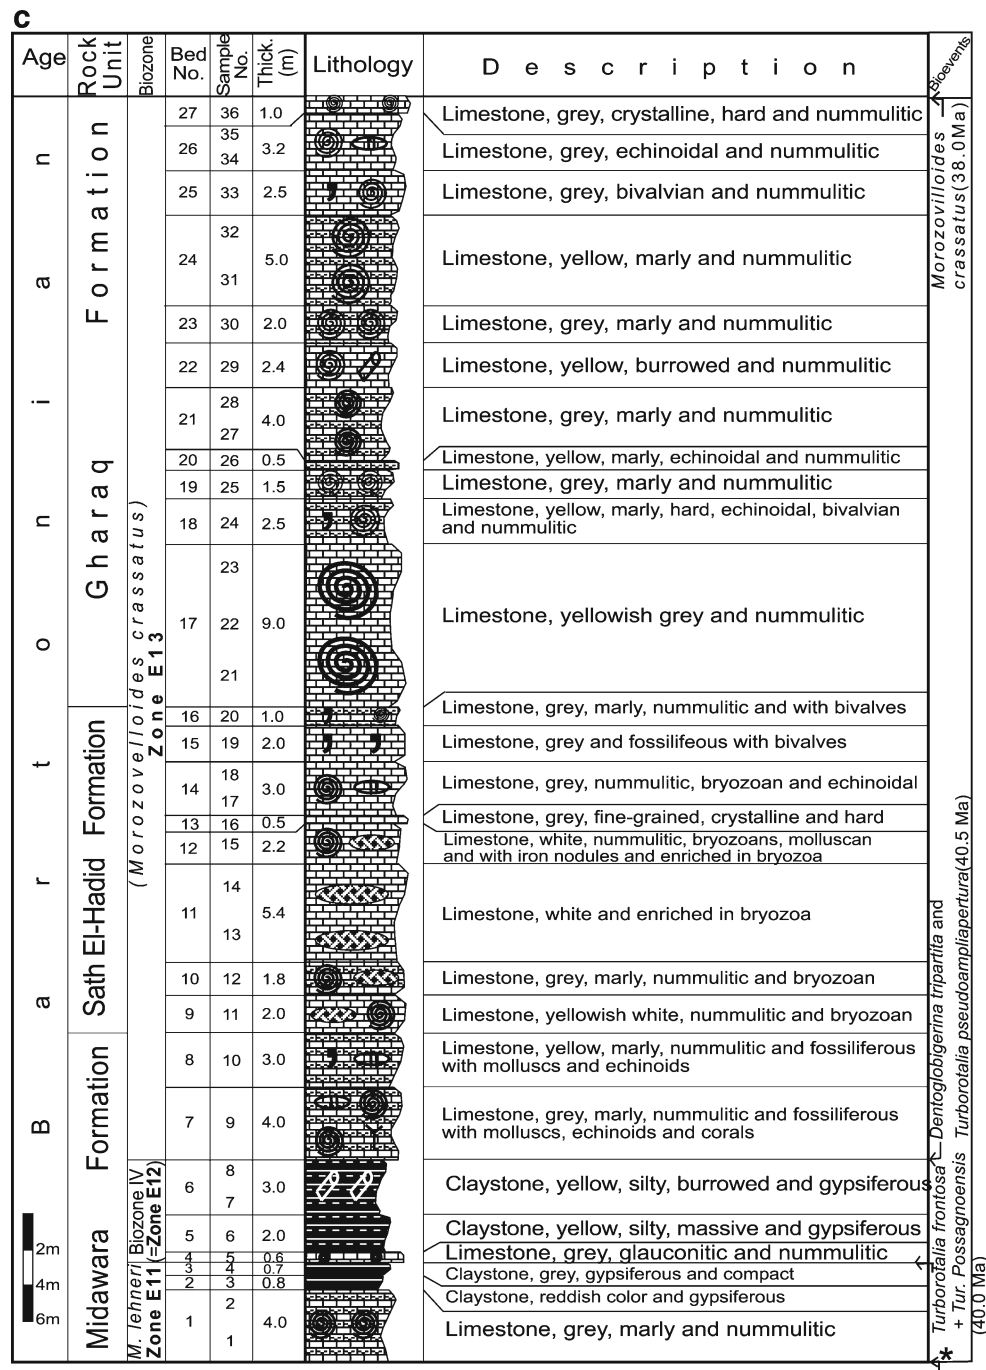 c
Age
Rock Unit
Biozone
Bed No.
Sample No.
Thick. (m)
Lithology
Description
Bioevents
Bartonian
Gharaq Formation
Sath El-Hadid Formation
Midawara Formation
(Morozovelloides crassatus)
Zone E13
M. lehneri Biozone IV
Zone E11 (=Zone E12)
27 36 1.0 Limestone, grey, crystalline, hard and nummulitic
26 35 34 3.2 Limestone, grey, echinoidal and nummulitic
25 33 2.5 Limestone, grey, bivalvian and nummulitic
24 32 31 5.0 Limestone, yellow, marly and nummulitic
23 30 2.0 Limestone, grey, marly and nummulitic
22 29 2.4 Limestone, yellow, burrowed and nummulitic
21 28 27 4.0 Limestone, grey, marly and nummulitic
20 26 0.5 Limestone, yellow, marly, echinoidal and nummulitic
19 25 1.5 Limestone, grey, marly and nummulitic
18 24 2.5 Limestone, yellow, marly, hard, echinoidal, bivalvian
and nummulitic
17 23 22 21 9.0 Limestone, yellowish grey and nummulitic
16 20 1.0 Limestone, grey, marly, nummulitic and with bivalves
15 19 2.0 Limestone, grey and fossilifeous with bivalves
14 18 17 3.0 Limestone, grey, nummulitic, bryozoan and echinoidal
13 16 0.5 Limestone, grey, fine-grained, crystalline and hard
12 15 2.2 Limestone, white, nummulitic, bryozoans, molluscan
and with iron nodules and enriched in bryozoa
11 14 13 5.4 Limestone, white and enriched in bryozoa
10 12 1.8 Limestone, grey, marly, nummulitic and bryozoan
9 11 2.0 Limestone, yellowish white, nummulitic and bryozoan
8 10 3.0 Limestone, yellow, marly, nummulitic and fossiliferous
with molluscs and echinoids
7 9 4.0 Limestone, grey, marly, nummulitic and fossiliferous
with molluscs, echinoids and corals
6 8 7 3.0 Claystone, yellow, silty, burrowed and gypsiferous
5 6 2.0 Claystone, yellow, silty, massive and gypsiferous
4 5 0.6 Limestone, grey, glauconitic and nummulitic
3 4 0.7 Claystone, grey, gypsiferous and compact
2 3 0.8 Claystone, reddish color and gypsiferous
1 2 1 4.0 Limestone, grey, marly and nummulitic
Morozovilloides
crassatus(38.0Ma)
Dentoglobigerina tripartita and
Turborotalia pseudoampliapertura(40.5 Ma)
Turborotalia frontosa
+ Tur. Possagnoensis
(40.0 Ma)
*
2m
4m
6m